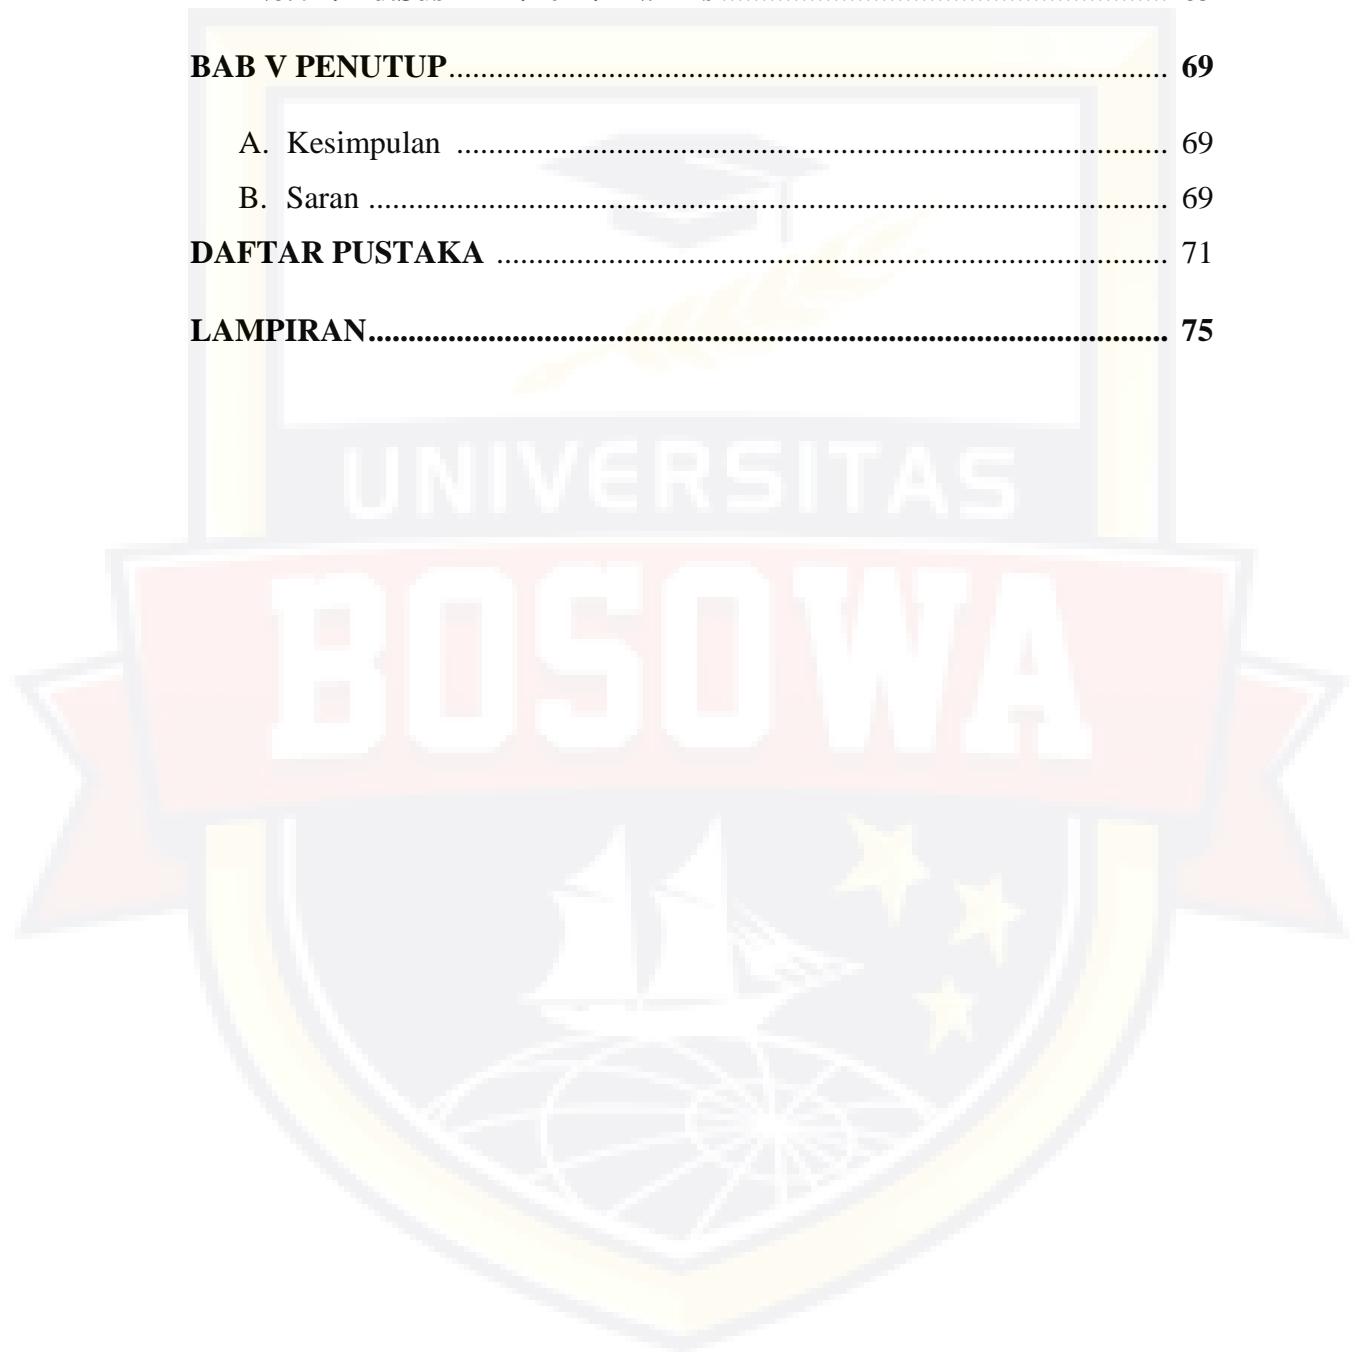 BAB V PENUTUP.......................................................................................... 69
A. Kesimpulan .......................................................................................... 69
B. Saran ..................................................................................................... 69
DAFTAR PUSTAKA ..................................................................................... 71
LAMPIRAN..................................................................................................... 75
UNIVERSITAS
BOSOWA